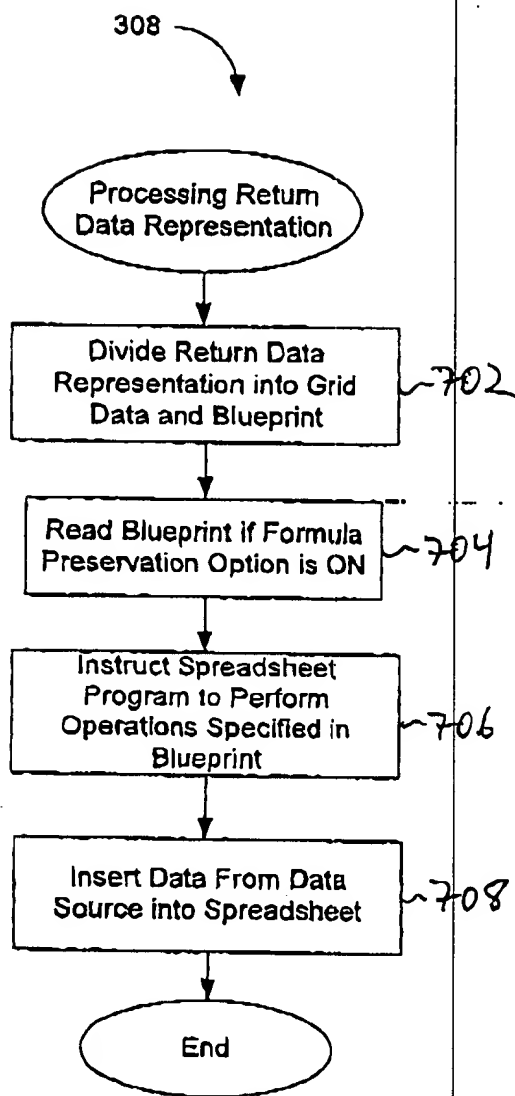 308
Processing Return
Data Representation
Divide Return Data
Representation into Grid
Data and Blueprint
702
Read Blueprint if Formula
Preservation Option is ON
704
Instruct Spreadsheet
Program to Perform
Operations Specified in
Blueprint
706
Insert Data From Data
Source into Spreadsheet
708
End